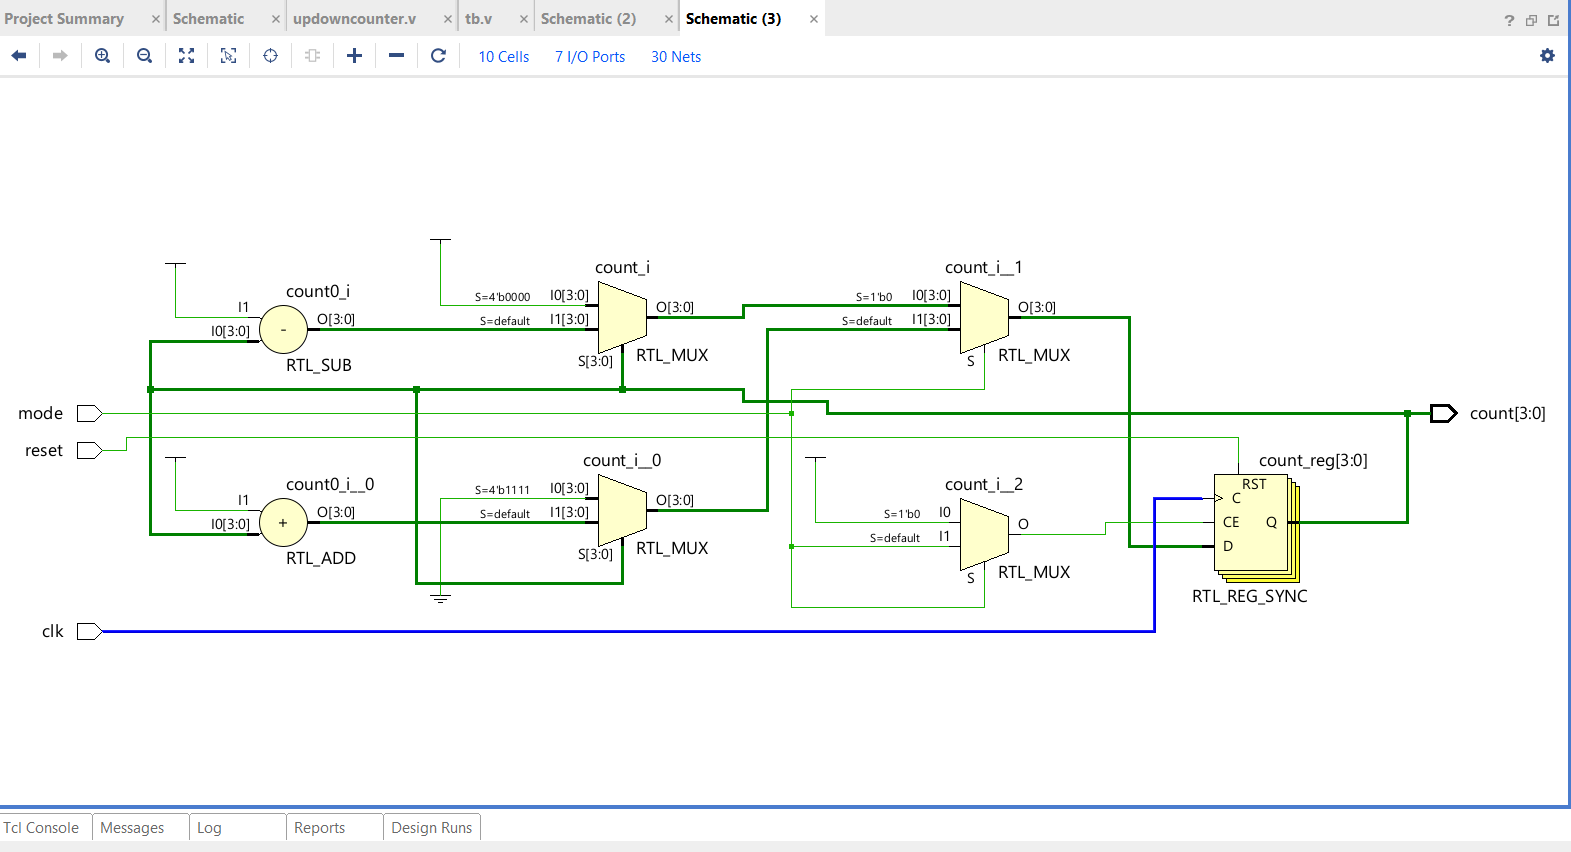 Project Summary × Schematic × updowncounter.v × tb.v × Schematic (2) × Schematic (3) ×
10 Cells 7 I/O Ports 30 Nets
count_i
count_i__1
count0_i
S=4'b0000 I0[3:0]
S=1'b0 I0[3:0]
I1
O[3:0]
O[3:0]
O[3:0]
S=default I1[3:0]
S=default I1[3:0]
I0[3:0]
-
RTL_SUB
S[3:0]
RTL_MUX
S
RTL_MUX
mode
count[3:0]
reset
count_i__0
count_reg[3:0]
count0_i__0
count_i__2
S=4'b1111 I0[3:0]
RST
I1
O[3:0]
O[3:0]
C
S=default I1[3:0]
S=1'b0 I0
I0[3:0]
+
O
CE Q
S=default I1
S[3:0]
RTL_MUX
D
RTL_ADD
S
RTL_MUX
RTL_REG_SYNC
clk
Tcl Console Messages Log Reports Design Runs